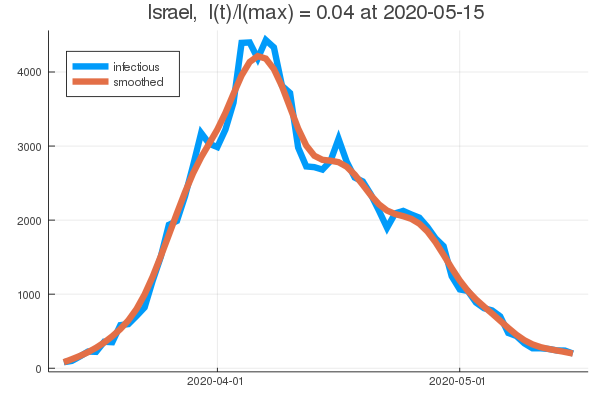 Israel,  I(t)/I(max) = 0.04 at 2020-05-15
infectious
smoothed
4000
3000
2000
1000
0
2020-04-01
2020-05-01